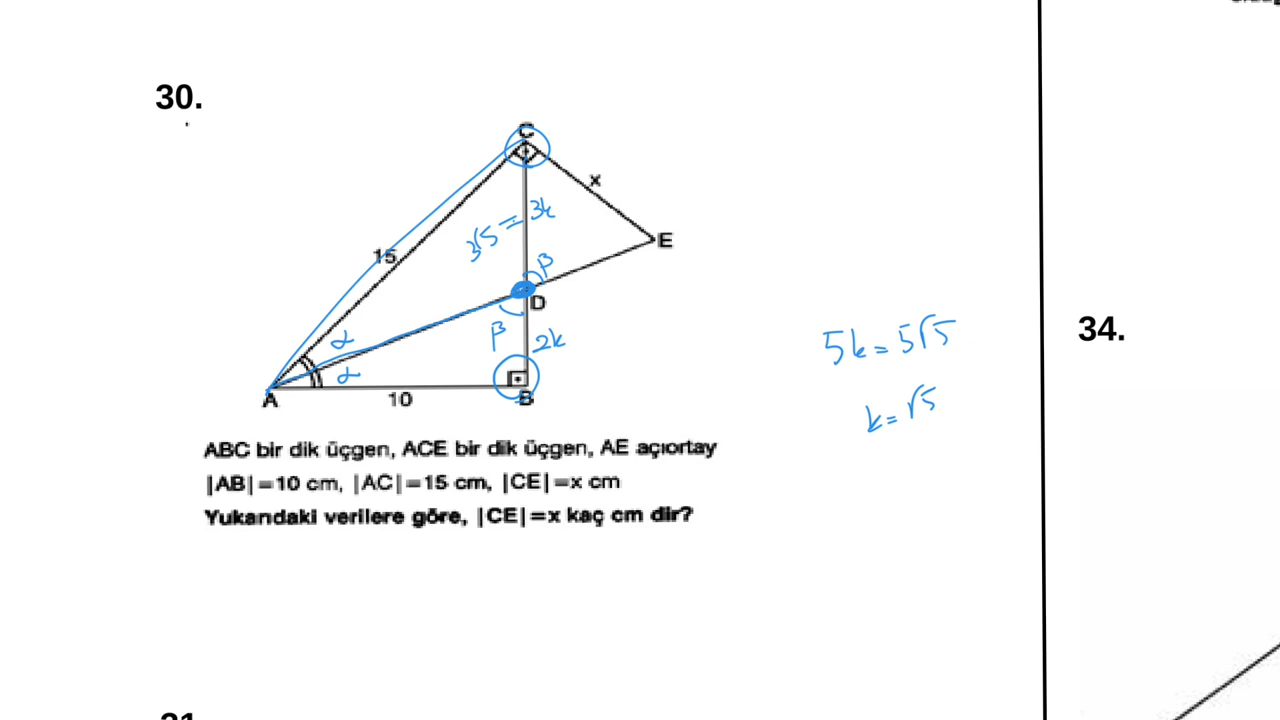 30.
C
x
3√5 = 3k
15
E
β
D
α
β
2k
α
A
10
B
5k = 5√5
k = √5
34.
ABC bir dik üçgen, ACE bir dik üçgen, AE açıortay
|AB|=10 cm, |AC|=15 cm, |CE|=x cm
Yukarıdaki verilere göre, |CE|=x kaç cm dir?